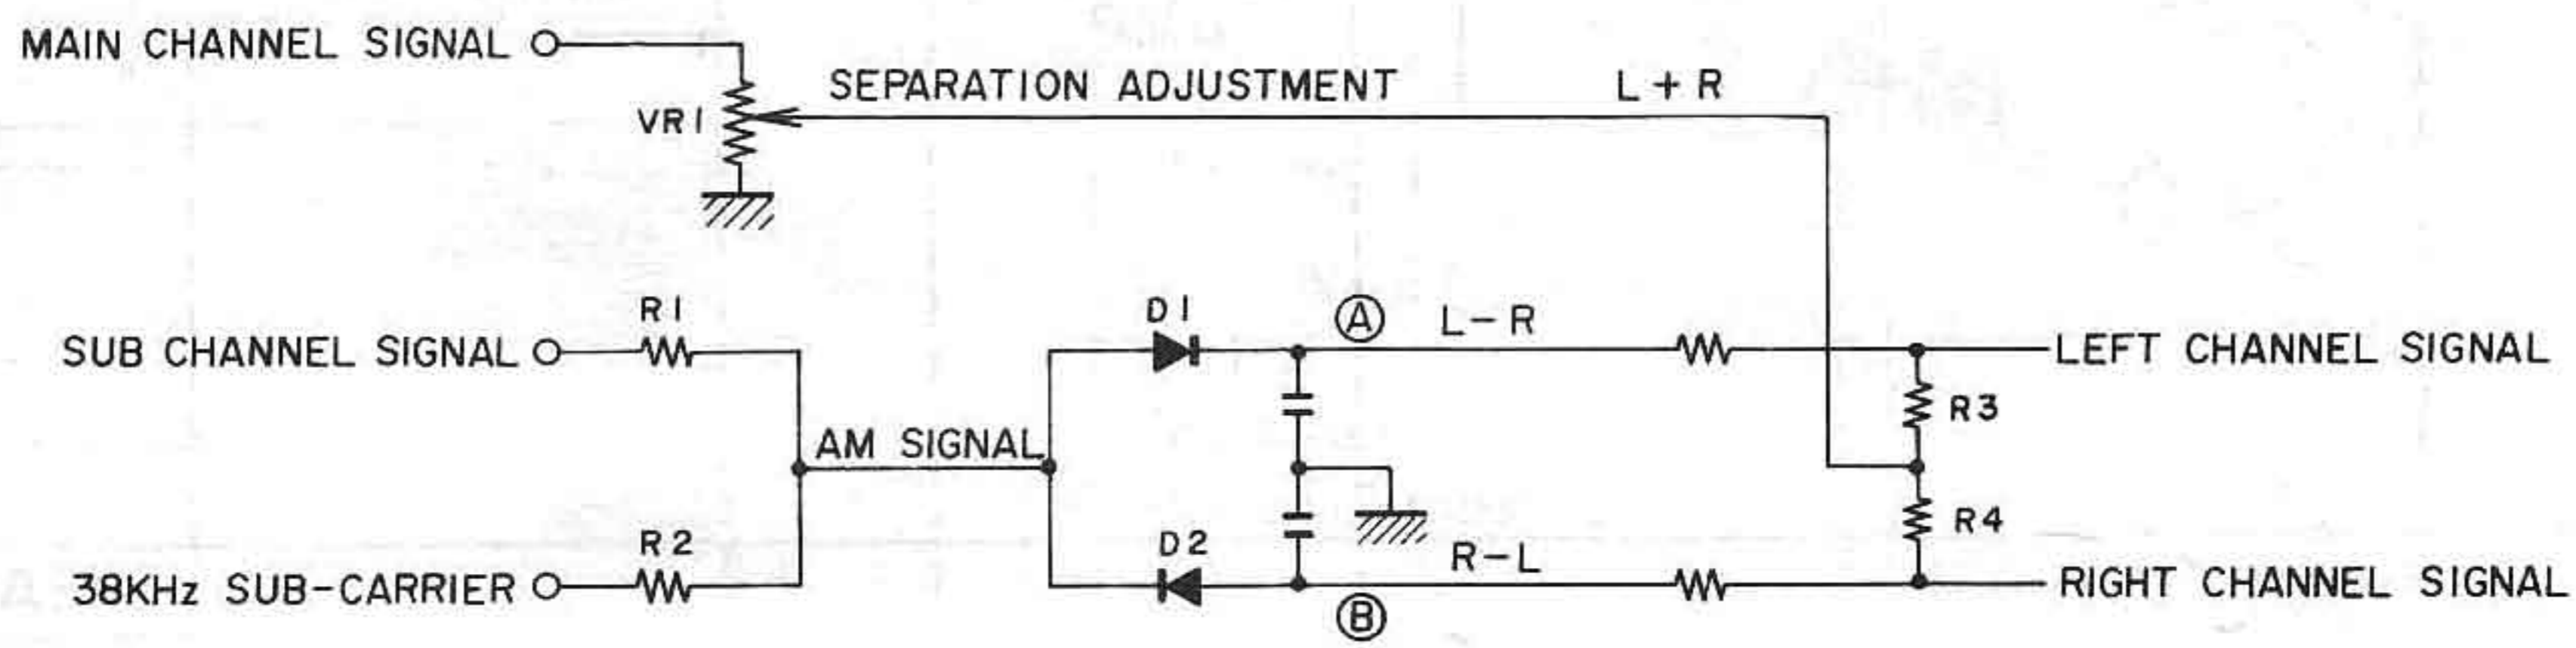 MAIN CHANNEL SIGNAL
SEPARATION ADJUSTMENT
L+R
VR1
R1
D1
A
L-R
SUB CHANNEL SIGNAL
LEFT CHANNEL SIGNAL
R3
AM SIGNAL
R4
R2
D2
R-L
38KHz SUB-CARRIER
RIGHT CHANNEL SIGNAL
B